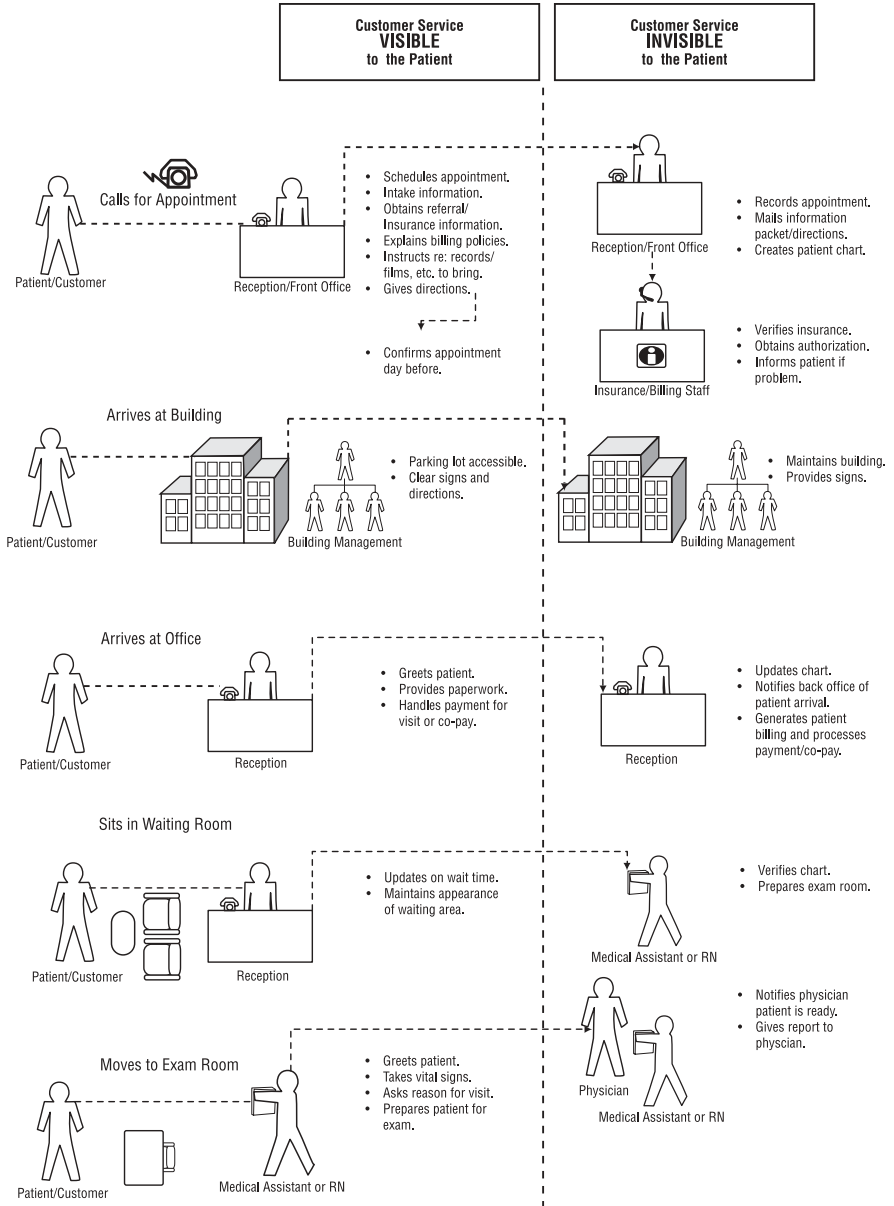 Customer Service
VISIBLE
to the Patient
Customer Service
INVISIBLE
to the Patient
Calls for Appointment
Patient/Customer
Reception/Front Office
• Schedules appointment.
• Intake information.
• Obtains referral/
Insurance information.
• Explains billing policies.
• Instructs re: records/
films, etc. to bring.
• Gives directions.
• Confirms appointment
day before.
Reception/Front Office
• Records appointment.
• Mails information
packet/directions.
• Creates patient chart.
Insurance/Billing Staff
• Verifies insurance.
• Obtains authorization.
• Informs patient if
problem.
Arrives at Building
Patient/Customer
Building Management
• Parking lot accessible.
• Clear signs and
directions.
Building Management
• Maintains building.
• Provides signs.
Arrives at Office
Patient/Customer
Reception
• Greets patient.
• Provides paperwork.
• Handles payment for
visit or co-pay.
Reception
• Updates chart.
• Notifies back office of
patient arrival.
• Generates patient
billing and processes
payment/co-pay.
Sits in Waiting Room
Patient/Customer
Reception
• Updates on wait time.
• Maintains appearance
of waiting area.
Medical Assistant or RN
• Verifies chart.
• Prepares exam room.
Moves to Exam Room
Patient/Customer
Medical Assistant or RN
• Greets patient.
• Takes vital signs.
• Asks reason for visit.
• Prepares patient for
exam.
Physician
Medical Assistant or RN
• Notifies physician
patient is ready.
• Gives report to
physcian.